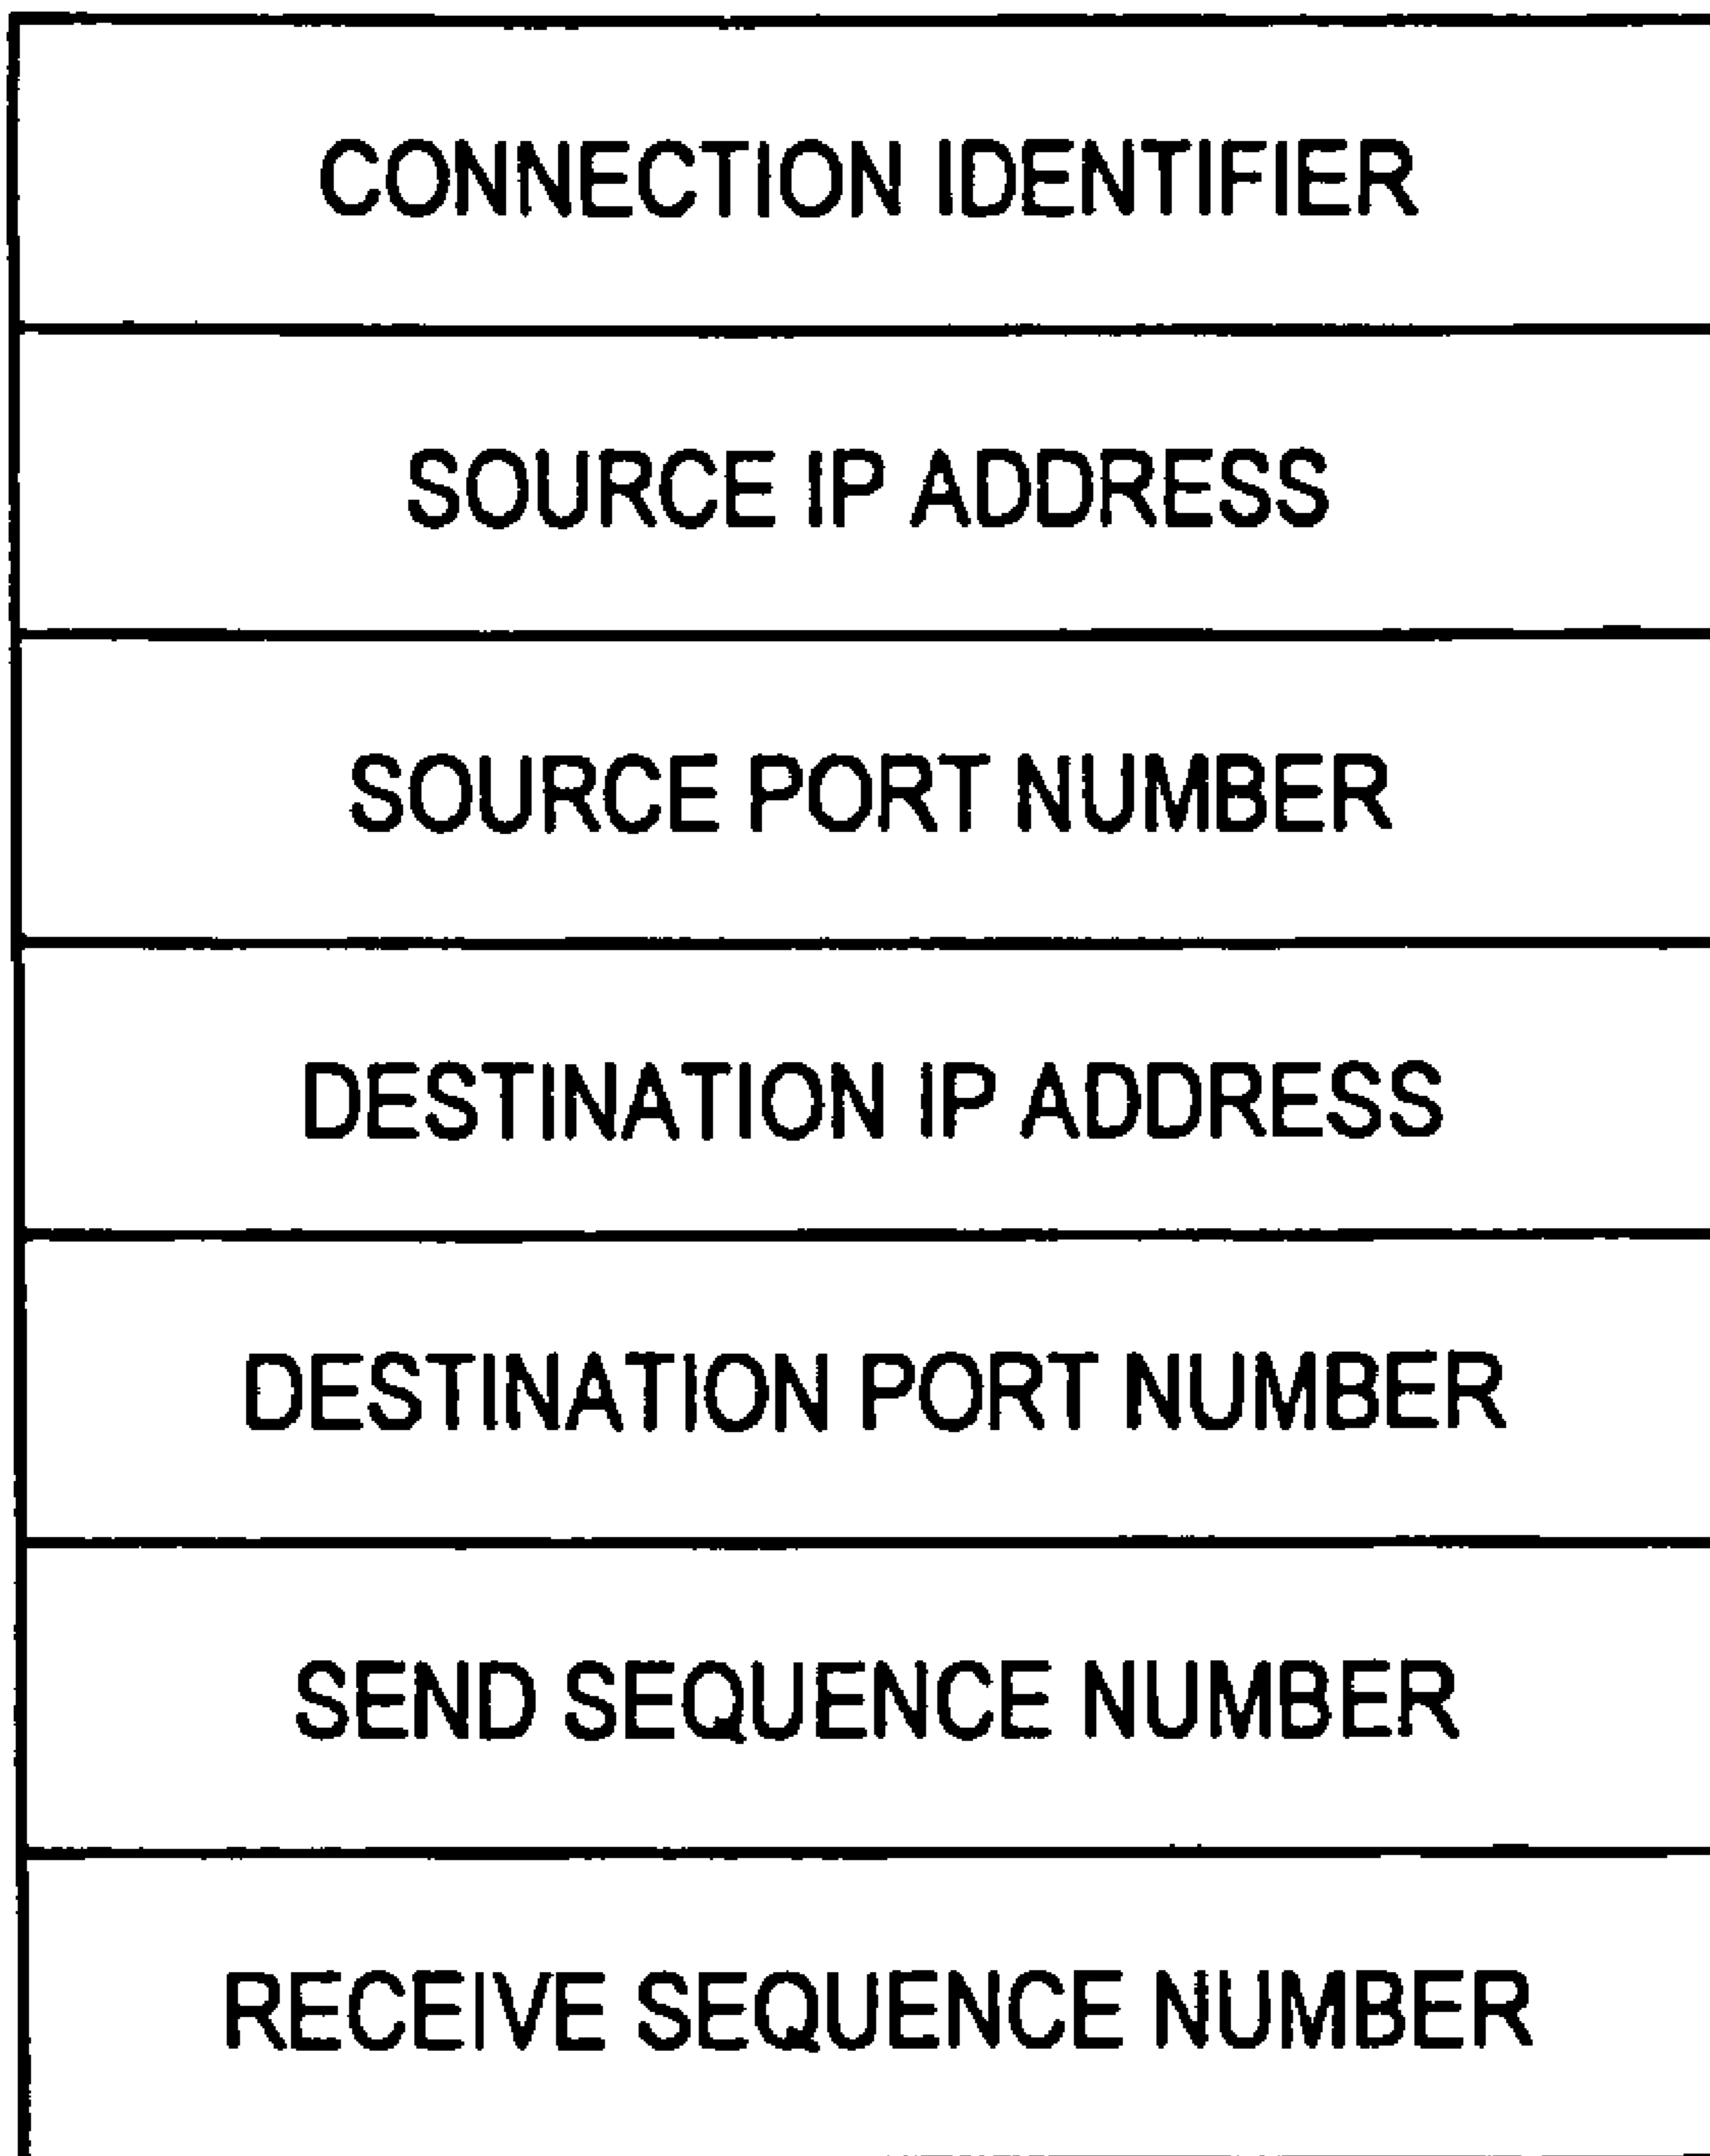 CONNECTION IDENTIFIER
SOURCE IP ADDRESS
SOURCE PORT NUMBER
DESTINATION IP ADDRESS
DESTINATION PORT NUMBER
SEND SEQUENCE NUMBER
RECEIVE SEQUENCE NUMBER